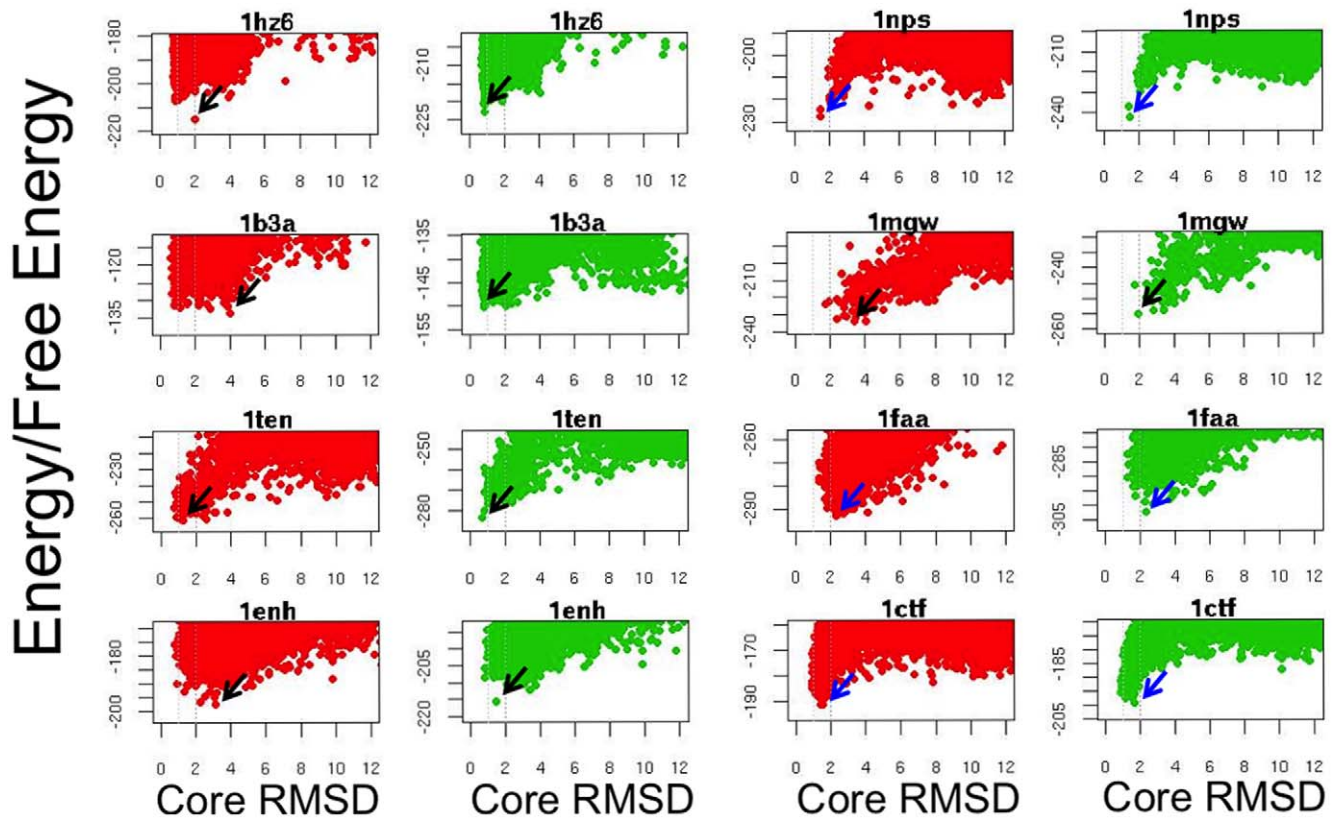 Energy/Free Energy
1hz6 1hz6 1nps 1nps
-180 -200 -220
0 2 4 6 8 10 12
-210 -225
0 2 4 6 8 10 12
-200 -230
0 2 4 6 8 10 12
-210 -240
0 2 4 6 8 10 12
1b3a 1b3a 1mgw 1mgw
-120 -135
0 2 4 6 8 10 12
-135 -145 -155
0 2 4 6 8 10 12
-210 -240
0 2 4 6 8 10 12
-240 -260
0 2 4 6 8 10 12
1ten 1ten 1faa 1faa
-230 -260
0 2 4 6 8 10 12
-250 -280
0 2 4 6 8 10 12
-260 -290
0 2 4 6 8 10 12
-285 -305
0 2 4 6 8 10 12
1enh 1enh 1ctf 1ctf
-180 -200
0 2 4 6 8 10 12
-205 -220
0 2 4 6 8 10 12
-170 -190
0 2 4 6 8 10 12
-185 -205
0 2 4 6 8 10 12
Core RMSD Core RMSD Core RMSD Core RMSD